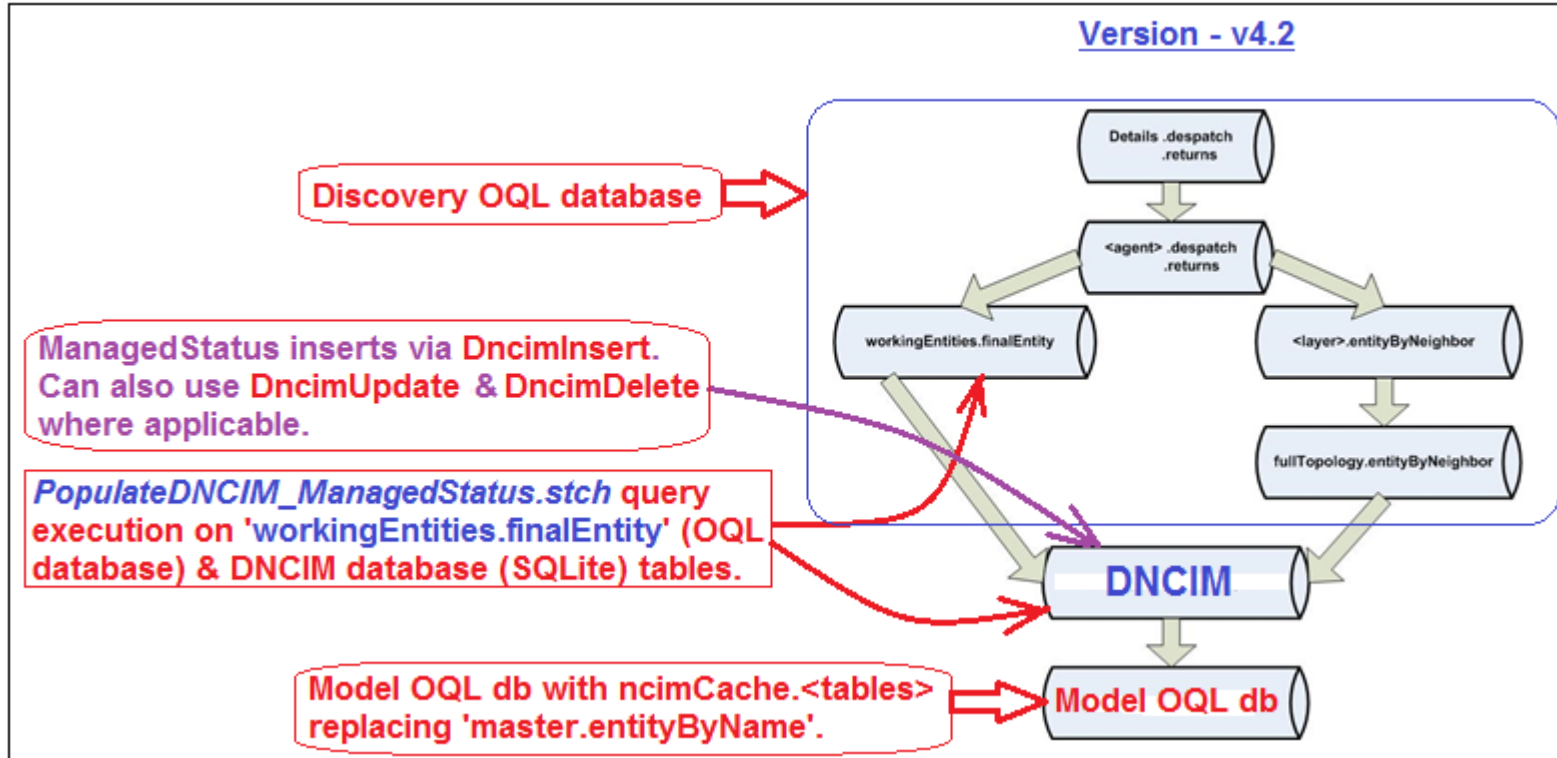 Version - v4.2
Details .despatch
.returns
Discovery OQL database
<agent> .despatch
.returns
workingEntities.finalEntity
<layer>.entityByNeighbor
ManagedStatus inserts via DncimInsert.
Can also use DncimUpdate & DncimDelete
where applicable.
fullTopology.entityByNeighbor
PopulateDNCIM_ManagedStatus.stch query
execution on 'workingEntities.finalEntity' (OQL
database) & DNCIM database (SQLite) tables.
DNCIM
Model OQL db with ncimCache.<tables>
replacing 'master.entityByName'.
Model OQL db